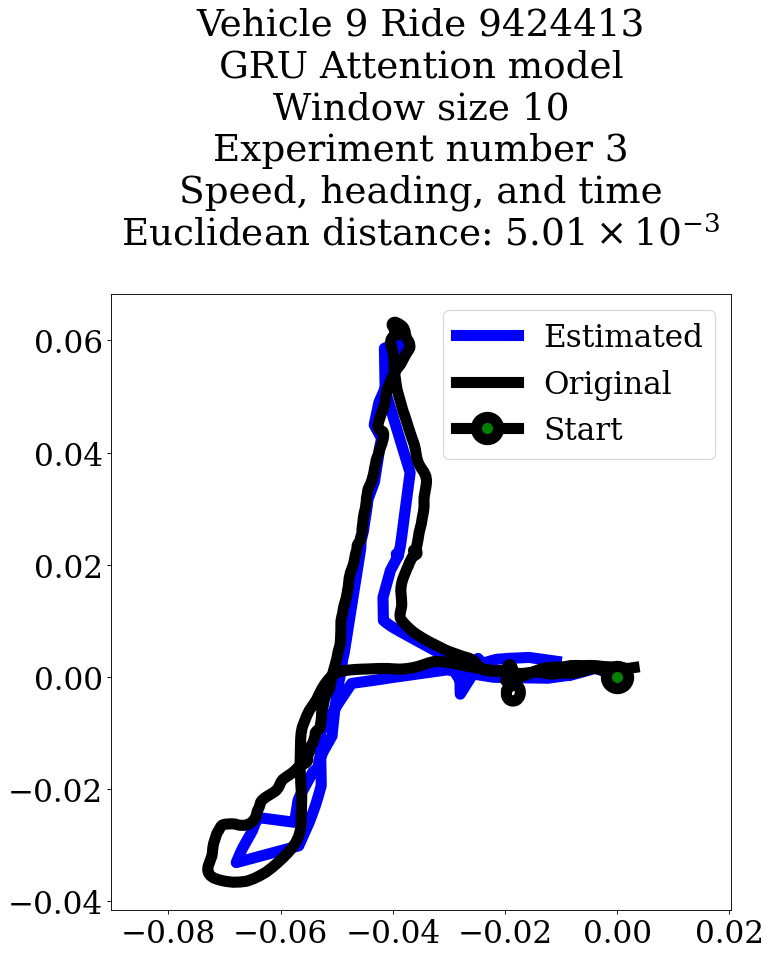 Vehicle 9 Ride 9424413
GRU Attention model
Window size 10
Experiment number 3
Speed, heading, and time
Euclidean distance: 5.01 × 10⁻³
Estimated
Original
Start
0.06
0.04
0.02
0.00
−0.02
−0.04
−0.08 −0.06 −0.04 −0.02 0.00 0.02